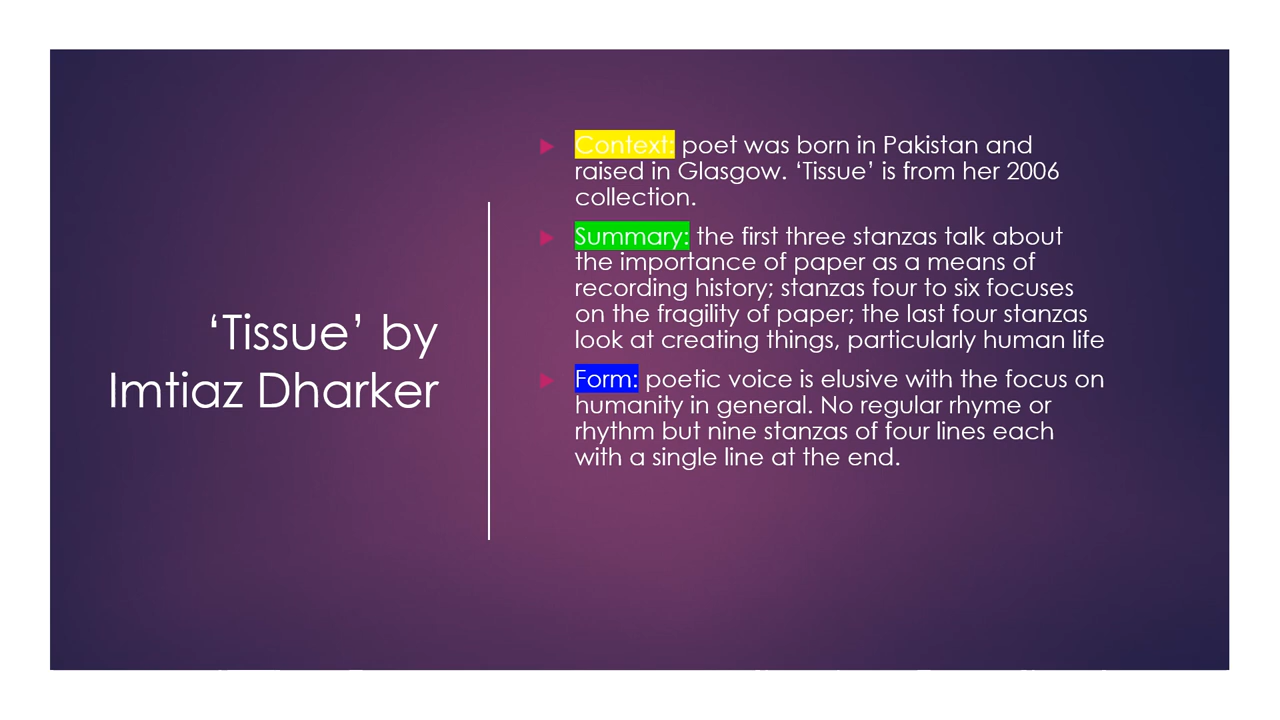 ‘Tissue’ by
Imtiaz Dharker
Context: poet was born in Pakistan and
raised in Glasgow. ‘Tissue’ is from her 2006
collection.
Summary: the first three stanzas talk about
the importance of paper as a means of
recording history; stanzas four to six focuses
on the fragility of paper; the last four stanzas
look at creating things, particularly human life
Form: poetic voice is elusive with the focus on
humanity in general. No regular rhyme or
rhythm but nine stanzas of four lines each
with a single line at the end.